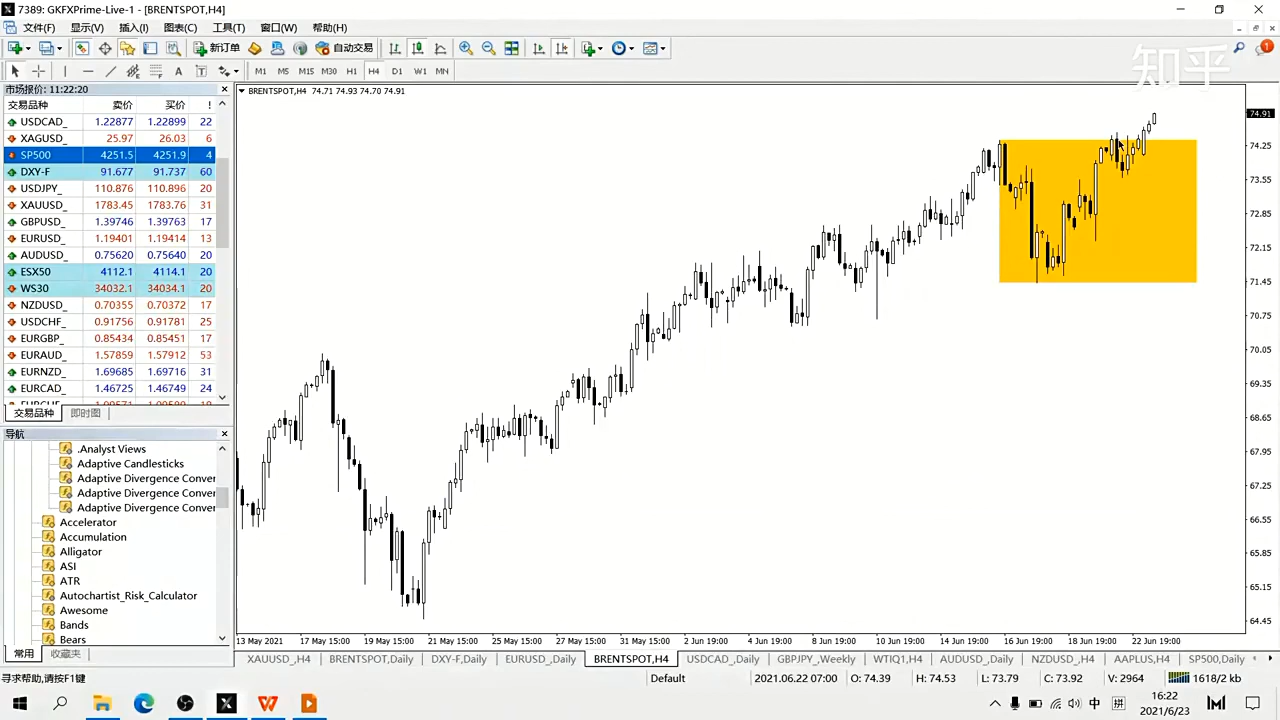 7389: GKFXPrime-Live-1 - [BRENTSPOT,H4]
文件(F) 显示(V) 插入(I) 图表(C) 工具(T) 窗口(W) 帮助(H)
新订单 自动交易 1
知乎
A T M1 M5 M15 M30 H1 H4 D1 W1 MN
市场报价: 11:22:20
交易品种 卖价 买价 !
USDCAD_ 1.22877 1.22899 22
XAGUSD_ 25.97 26.03 6
SP500 4251.5 4251.9 4
DXY-F 91.677 91.737 60
USDJPY_ 110.876 110.896 20
XAUUSD_ 1783.45 1783.76 31
GBPUSD_ 1.39746 1.39763 17
EURUSD_ 1.19401 1.19414 13
AUDUSD_ 0.75620 0.75640 20
ESX50 4112.1 4114.1 20
WS30 34032.1 34034.1 20
NZDUSD_ 0.70355 0.70372 17
USDCHF_ 0.91756 0.91781 25
EURGBP_ 0.85434 0.85451 17
EURAUD_ 1.57859 1.57912 53
EURNZD_ 1.69685 1.69716 31
EURCAD_ 1.46725 1.46749 24
交易品种 即时图
导航
.Analyst Views
Adaptive Candlesticks
Adaptive Divergence Conver
Adaptive Divergence Conver
Adaptive Divergence Conver
Accelerator
Accumulation
Alligator
ASI
ATR
Autochartist_Risk_Calculator
Awesome
Bands
Bears
常用 收藏夹
BRENTSPOT,H4 74.71 74.93 74.70 74.91
74.91
74.25
73.55
72.85
72.15
71.45
70.75
70.05
69.35
68.65
67.95
67.25
66.55
65.85
65.15
64.45
13 May 2021 17 May 15:00 19 May 15:00 21 May 15:00 25 May 15:00 27 May 15:00 31 May 15:00 2 Jun 19:00 4 Jun 19:00 8 Jun 19:00 10 Jun 19:00 14 Jun 19:00 16 Jun 19:00 18 Jun 19:00 22 Jun 19:00
XAUUSD_,H4 BRENTSPOT,Daily DXY-F,Daily EURUSD_,Daily BRENTSPOT,H4 USDCAD_,Daily GBPJPY_,Weekly WTIQ1,H4 AUDUSD_,Daily NZDUSD_,H4 AAPLUS,H4 SP500,Daily
寻求帮助,请按F1键 Default 2021.06.22 07:00 O: 74.39 H: 74.53 L: 73.79 C: 73.92 V: 2964 1618/2 kb
中 拼 16:22
2021/6/23